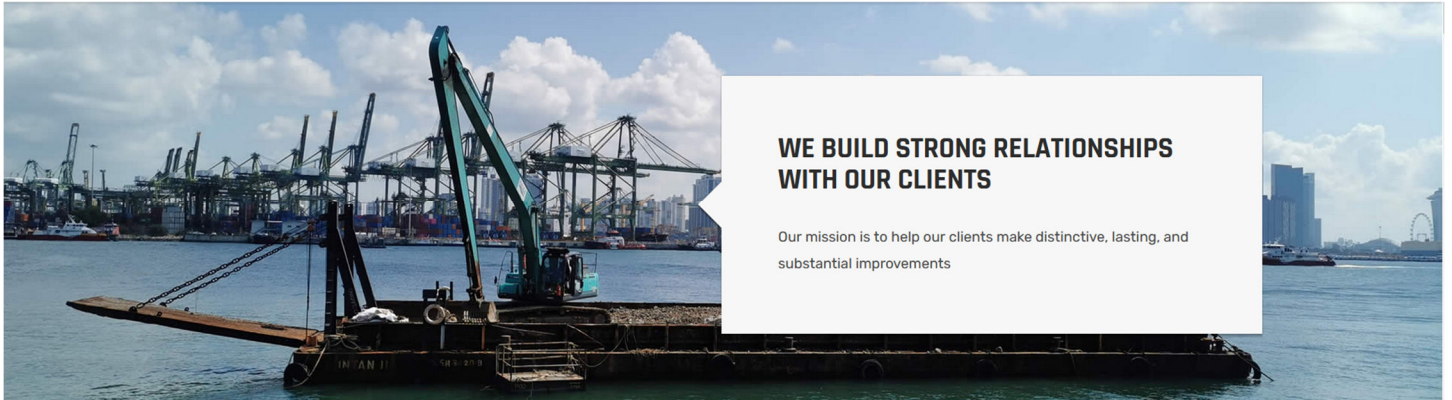 WE BUILD STRONG RELATIONSHIPS
WITH OUR CLIENTS
Our mission is to help our clients make distinctive, lasting, and
substantial improvements